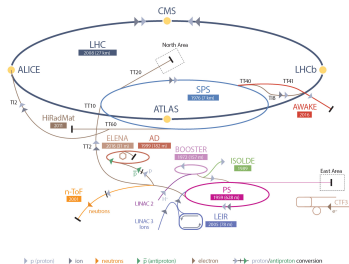 CMS
LHC
2008 (27 km)
North Area
ALICE
LHCb
TT20
TT40
TT41
SPS
1976 (7 km)
TI2
TI8
TT10
ATLAS
AWAKE
2016
HiRadMat
2011
TT60
TT2
ELENA
AD
1999 (182 m)
BOOSTER
1972 (157 m)
ISOLDE
1989
East Area
n-ToF
2001
neutrons
LINAC 2
PS
1959 (628 m)
CTF3
LINAC 3
ions
LEIR
2005 (78 m)
p (proton)
ion
neutrons
p̄ (antiproton)
electron
proton/antiproton conversion